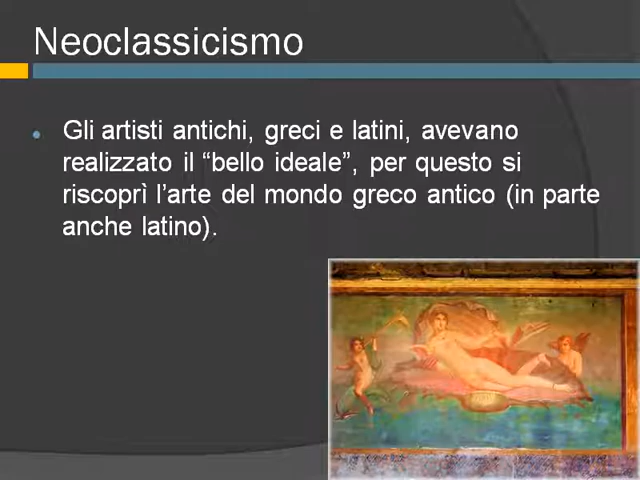 Neoclassicismo
Gli artisti antichi, greci e latini, avevano
realizzato il “bello ideale”, per questo si
riscoprì l’arte del mondo greco antico (in parte
anche latino).